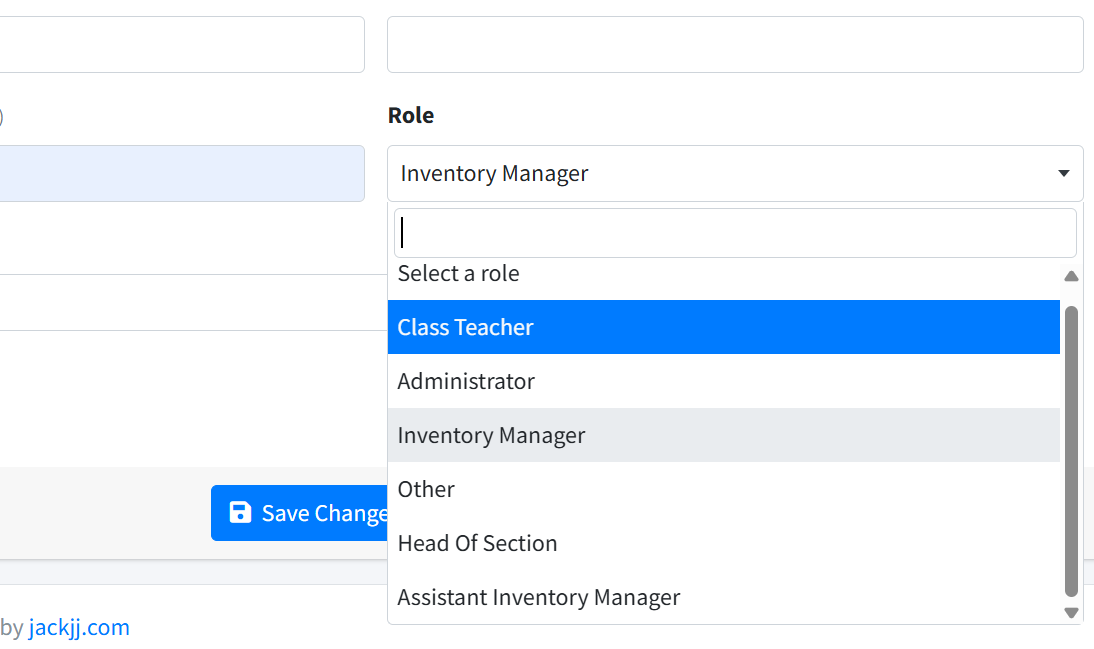 )
Role
Inventory Manager
Select a role
Class Teacher
Administrator
Inventory Manager
Other
Save Change
Head Of Section
Assistant Inventory Manager
by jackjj.com